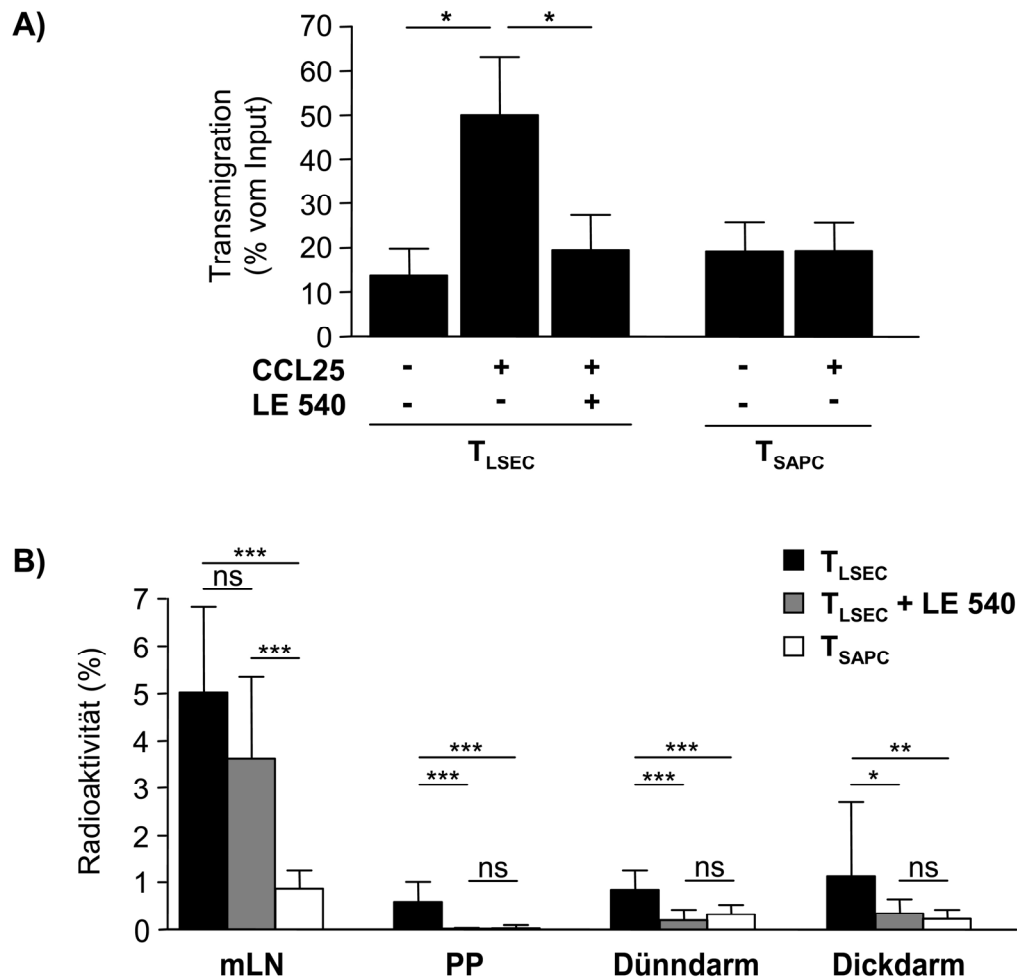 A)
Transmigration
(% vom Input)
70
60
50
40
30
20
10
0
* *
CCL25 - + + - +
LE 540 - - + - -
T_LSEC T_SAPC
B)
T_LSEC
T_LSEC + LE 540
T_SAPC
Radioaktivität (%)
7
6
5
4
3
2
1
0
***
ns
***
***
***
ns
***
***
ns
**
*
ns
mLN PP Dünndarm Dickdarm